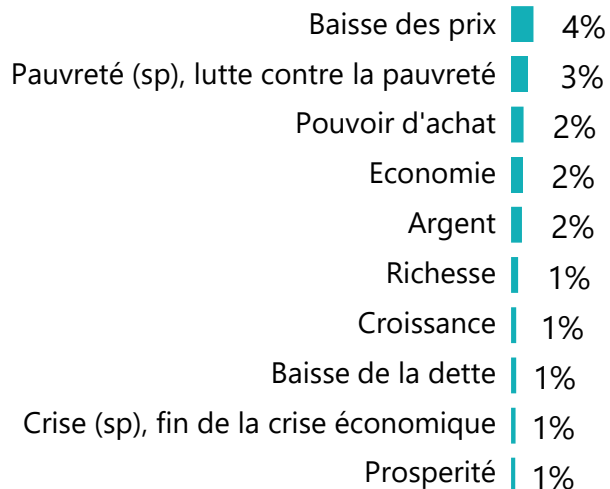 Baisse des prix 4%
Pauvreté (sp), lutte contre la pauvreté 3%
Pouvoir d'achat 2%
Economie 2%
Argent 2%
Richesse 1%
Croissance 1%
Baisse de la dette 1%
Crise (sp), fin de la crise économique 1%
Prosperité 1%